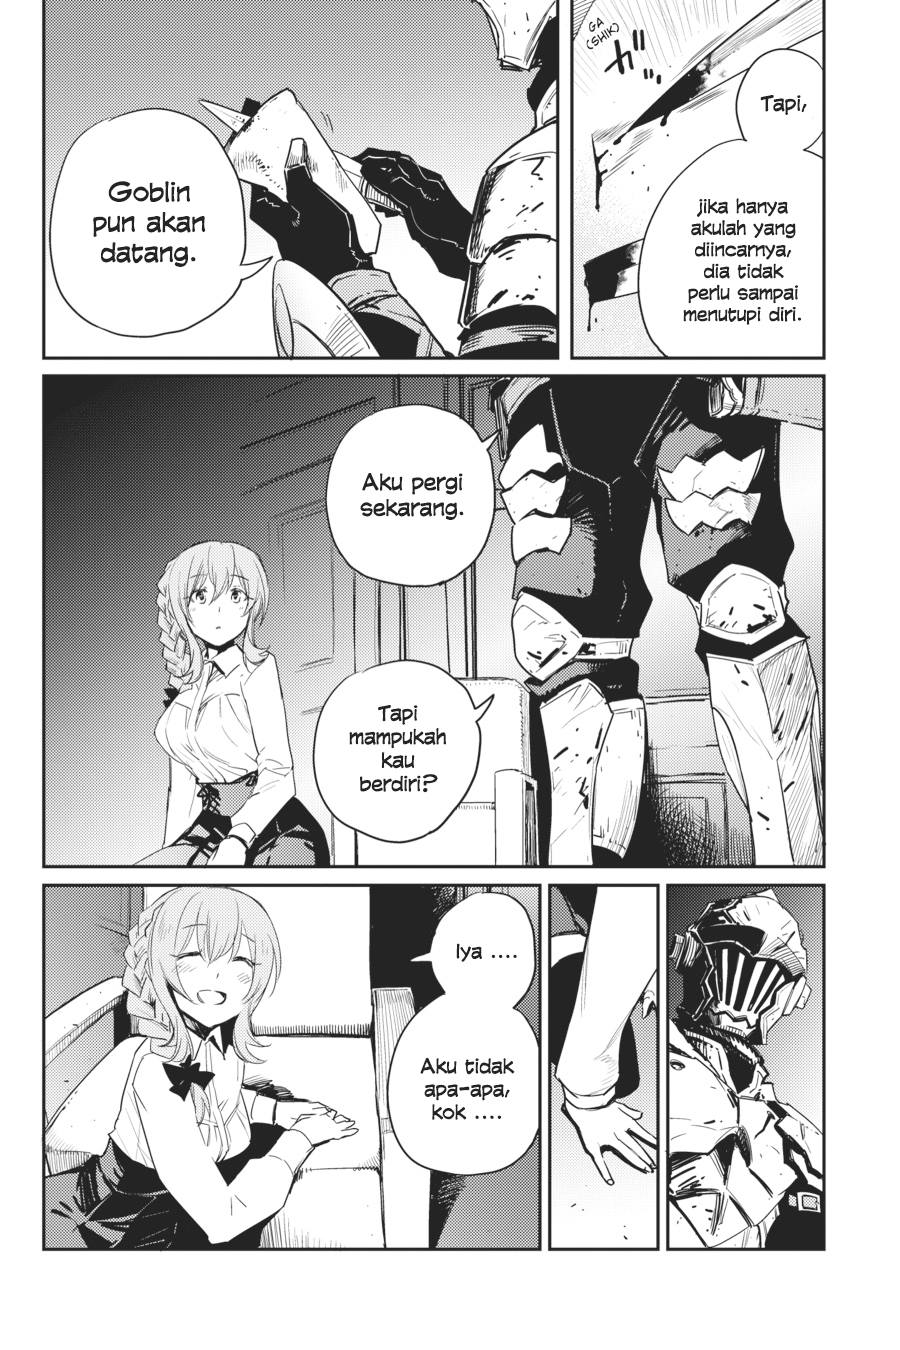 GA
(SHIK)
ガ
Tapi,
jika hanya
akulah yang
diincarnya,
dia tidak
perlu sampai
menutupi diri.
Goblin
pun akan
datang.
Aku pergi
sekarang.
Tapi
mampukah
kau
berdiri?
Iya ....
Aku tidak
apa-apa,
kok ....